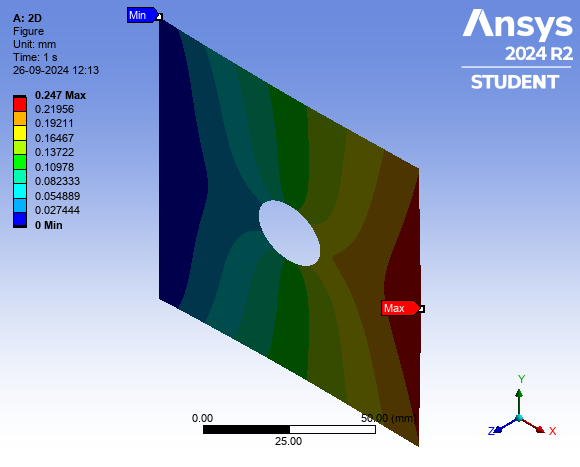 A: 2D
Figure
Unit: mm
Time: 1 s
26-09-2024 12:13
0.247 Max
0.21956
0.19211
0.16467
0.13722
0.10978
0.082333
0.054889
0.027444
0 Min
Min
Ansys
2024 R2
STUDENT
Max
0.00
50.00 (mm)
25.00
Y
Z
X